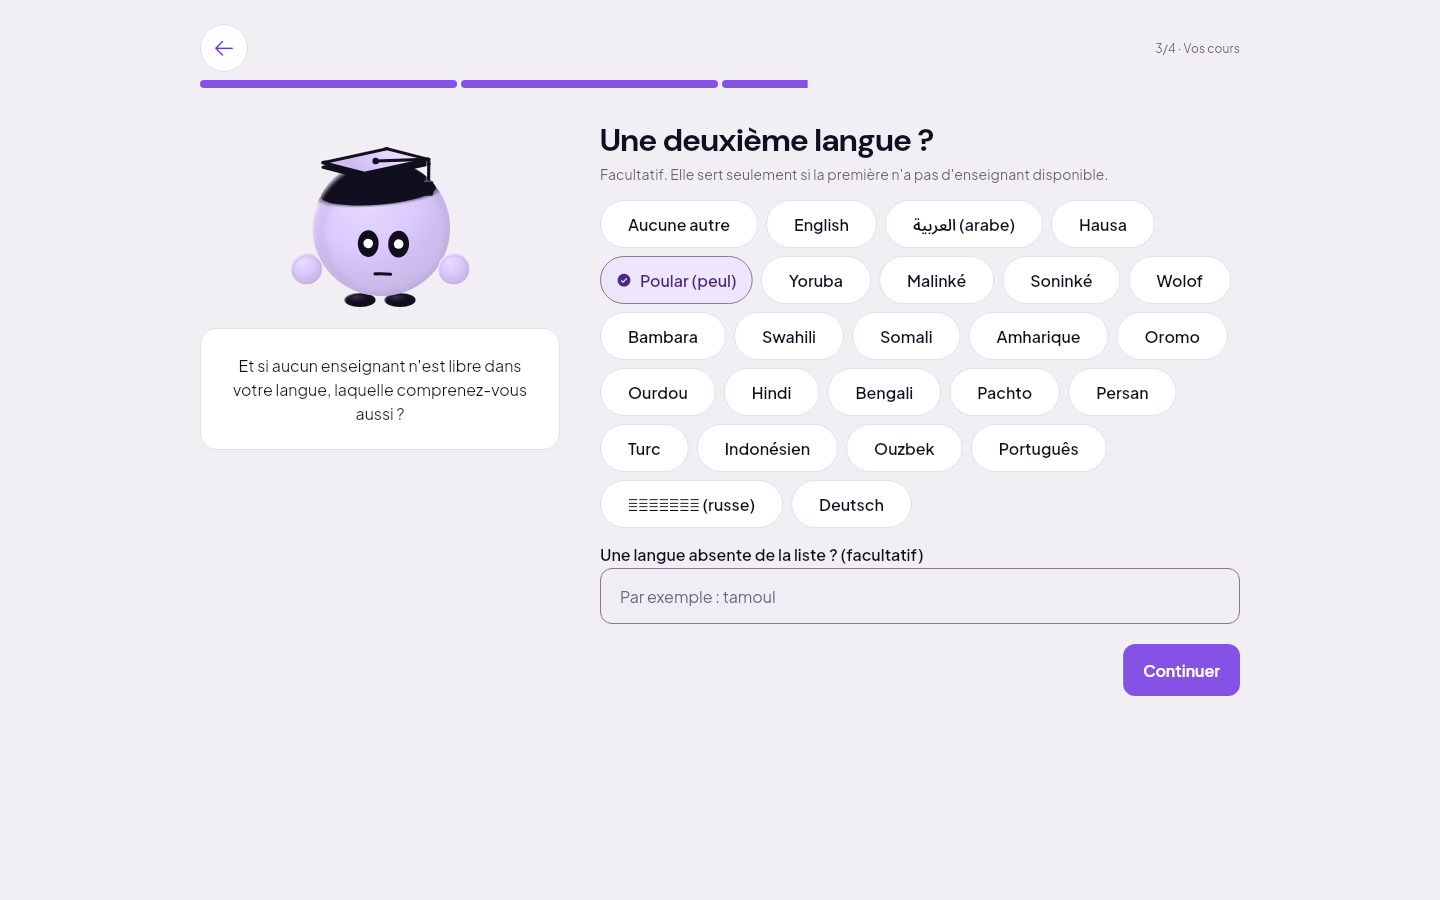 3/4 · Vos cours
Une deuxième langue ?
Facultatif. Elle sert seulement si la première n'a pas d'enseignant disponible.
Et si aucun enseignant n'est libre dans
votre langue, laquelle comprenez-vous
aussi ?
Aucune autre
English
العربية (arabe)
Hausa
Poular (peul)
Yoruba
Malinké
Soninké
Wolof
Bambara
Swahili
Somali
Amharique
Oromo
Ourdou
Hindi
Bengali
Pachto
Persan
Turc
Indonésien
Ouzbek
Português
(russe)
Deutsch
Une langue absente de la liste ? (facultatif)
Par exemple : tamoul
Continuer